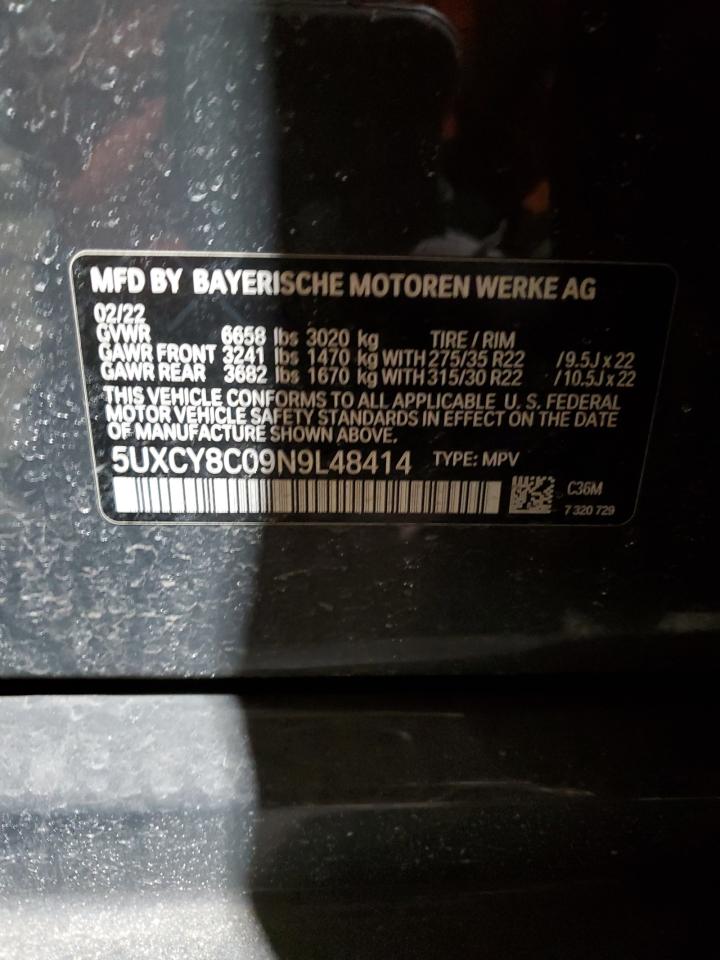 MFD BY BAYERISCHE MOTOREN WERKE AG
02/22
GVWR 6658 lbs 3020 kg TIRE / RIM
GAWR FRONT 3241 lbs 1470 kg WITH 275/35 R22 /9.5J x 22
GAWR REAR 3682 lbs 1670 kg WITH 315/30 R22 /10.5J x 22
THIS VEHICLE CONFORMS TO ALL APPLICABLE U. S. FEDERAL
MOTOR VEHICLE SAFETY STANDARDS IN EFFECT ON THE DATE
OF MANUFACTURE SHOWN ABOVE.
5UXCY8C09N9L48414 TYPE: MPV
C36M
7 320 729